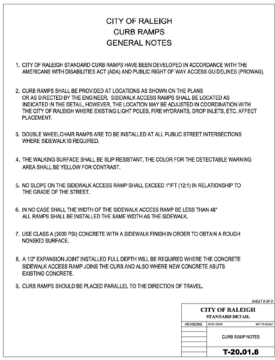 CITY OF RALEIGH
CURB RAMPS
GENERAL NOTES
1. CITY OF RALEIGH STANDARD CURB RAMPS HAVE BEEN DEVELOPED IN ACCORDANCE WITH THE
AMERICANS WITH DISABILITIES ACT (ADA) AND PUBLIC RIGHT OF WAY ACCESS GUIDELINES (PROWAG).
2. CURB RAMPS SHALL BE PROVIDED AT LOCATIONS AS SHOWN ON THE PLANS
OR AS DIRECTED BY THE ENGINEER. SIDEWALK ACCESS RAMPS SHALL BE LOCATED AS
INDICATED IN THE DETAIL, HOWEVER, THE LOCATION MAY BE ADJUSTED IN COORDINATION WITH
THE CITY OF RALEIGH WHERE EXISTING LIGHT POLES, FIRE HYDRANTS, DROP INLETS, ETC. AFFECT
PLACEMENT.
3. DOUBLE WHEELCHAIR RAMPS ARE TO BE INSTALLED AT ALL PUBLIC STREET INTERSECTIONS
WHERE SIDEWALK IS REQUIRED.
4. THE WALKING SURFACE SHALL BE SLIP RESISTANT. THE COLOR FOR THE DETECTABLE WARNING
AREA SHALL BE YELLOW FOR CONTRAST.
5. NO SLOPE ON THE SIDEWALK ACCESS RAMP SHALL EXCEED 1"/FT (12:1) IN RELATIONSHIP TO
THE GRADE OF THE STREET.
6. IN NO CASE SHALL THE WIDTH OF THE SIDEWALK ACCESS RAMP BE LESS THAN 48"
ALL RAMPS SHALL BE INSTALLED THE SAME WIDTH AS THE SIDEWALK.
7. USE CLASS A (3000 PSI) CONCRETE WITH A SIDEWALK FINISH IN ORDER TO OBTAIN A ROUGH
NONSKID SURFACE.
8. A 1/2" EXPANSION JOINT INSTALLED FULL DEPTH WILL BE REQUIRED WHERE THE CONCRETE
SIDEWALK ACCESS RAMP JOINS THE CURB AND ALSO WHERE NEW CONCRETE ABUTS
EXISTING CONCRETE.
9. CURB RAMPS SHOULD BE PLACED PARALLEL TO THE DIRECTION OF TRAVEL.
CITY OF RALEIGH
STANDARD DETAIL
REVISIONS
NOT TO SCALE
CURB RAMP NOTES
T-20.01.8